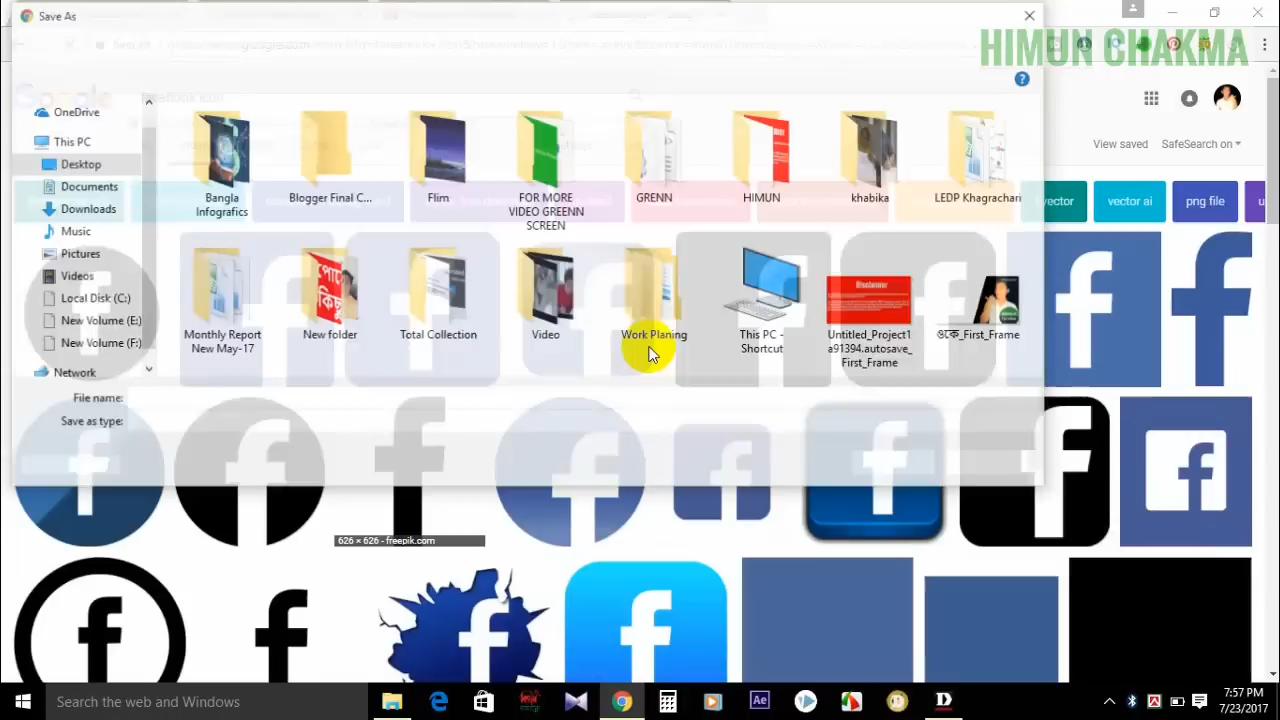 Save As
HIMUN CHAKMA
OneDrive
This PC
Desktop
Documents
Downloads
Music
Pictures
Videos
Local Disk (C:)
New Volume (E:)
New Volume (F:)
Network
Bangla
Infografics
Blogger Final C...
Flim
FOR MORE
VIDEO GREENN
SCREEN
GRENN
HIMUN
khabika
LEDP Khagrachari
Monthly Report
New May-17
New folder
Total Collection
Video
Work Planing
This PC -
Shortcut
Untitled_Project1
a91394.autosave_
First_Frame
ওকে_First_Frame
Disclaimer
File name:
Save as type:
View saved
SafeSearch on
vector
vector ai
png file
626 × 626 - freepik.com
Search the web and Windows
Ae
7:57 PM
7/23/2017